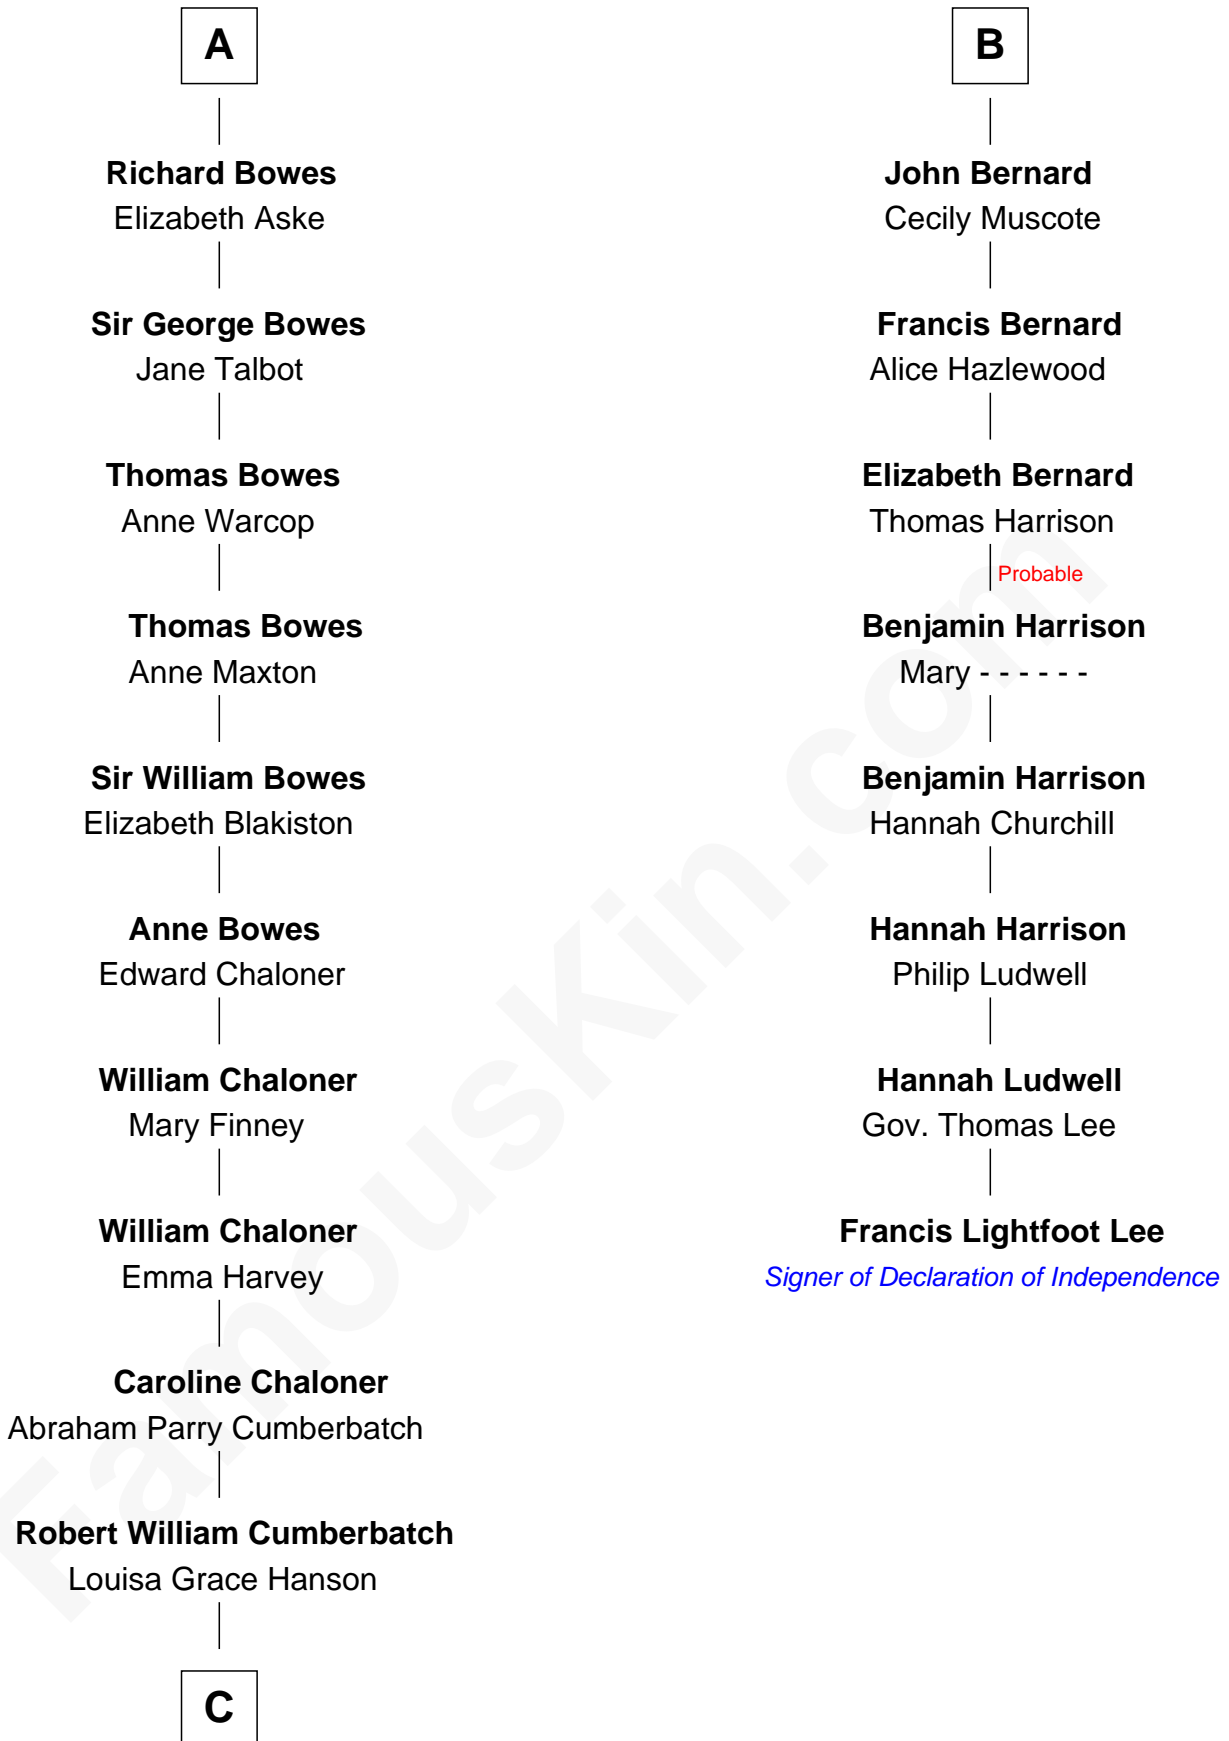 A
Richard Bowes
Elizabeth Aske
Sir George Bowes
Jane Talbot
Thomas Bowes
Anne Warcop
Thomas Bowes
Anne Maxton
Sir William Bowes
Elizabeth Blakiston
Anne Bowes
Edward Chaloner
William Chaloner
Mary Finney
William Chaloner
Emma Harvey
Caroline Chaloner
Abraham Parry Cumberbatch
Robert William Cumberbatch
Louisa Grace Hanson
C
B
John Bernard
Cecily Muscote
Francis Bernard
Alice Hazlewood
Elizabeth Bernard
Thomas Harrison
Probable
Benjamin Harrison
Mary - - - - - -
Benjamin Harrison
Hannah Churchill
Hannah Harrison
Philip Ludwell
Hannah Ludwell
Gov. Thomas Lee
Francis Lightfoot Lee
Signer of Declaration of Independence
FamousKin.com